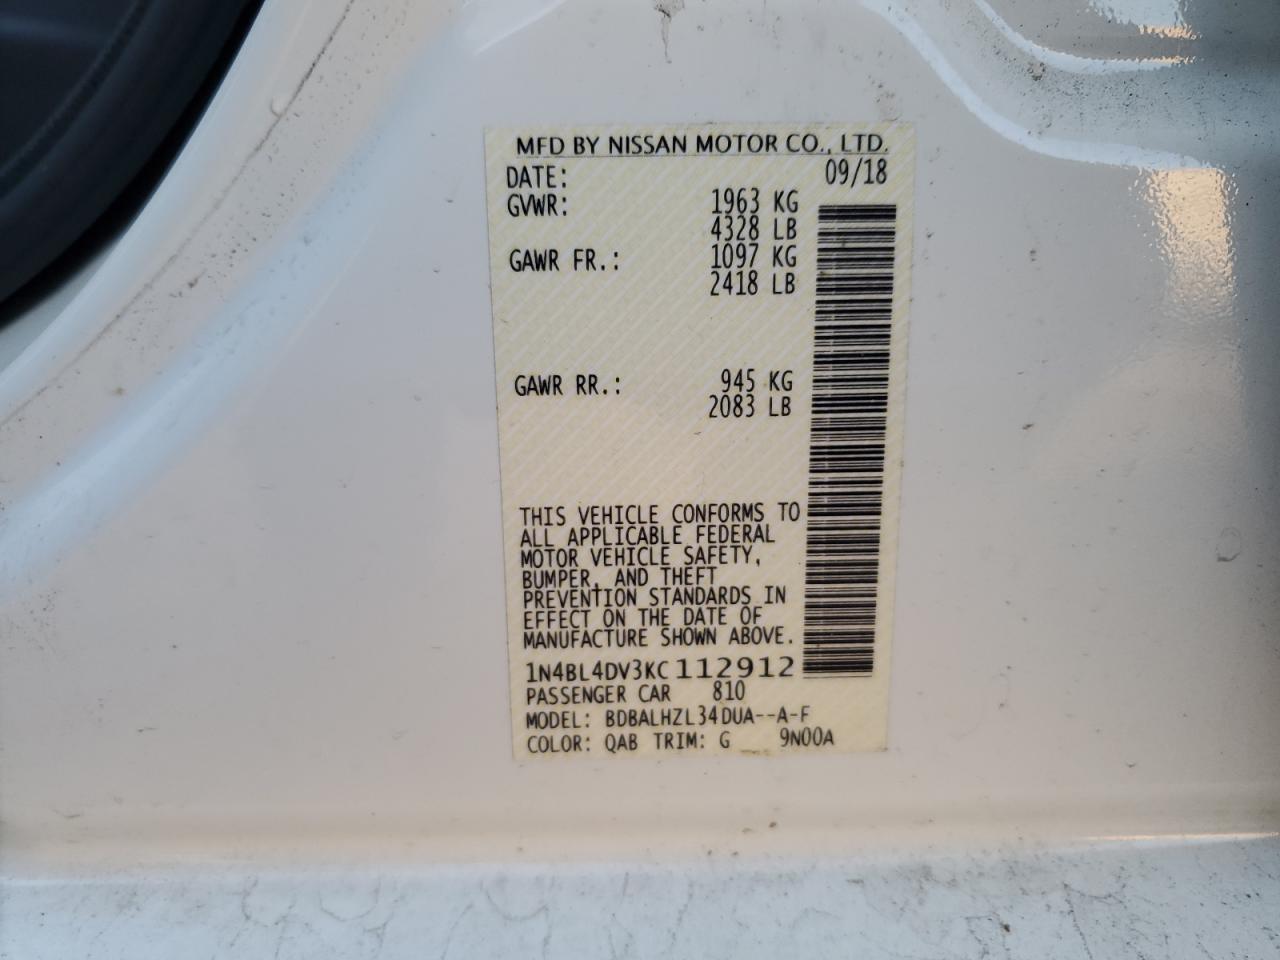 MFD BY NISSAN MOTOR CO., LTD.
DATE: 09/18
GVWR: 1963 KG
4328 LB
GAWR FR.: 1097 KG
2418 LB
GAWR RR.: 945 KG
2083 LB
THIS VEHICLE CONFORMS TO
ALL APPLICABLE FEDERAL
MOTOR VEHICLE SAFETY,
BUMPER, AND THEFT
PREVENTION STANDARDS IN
EFFECT ON THE DATE OF
MANUFACTURE SHOWN ABOVE.
1N4BL4DV3KC112912
PASSENGER CAR 810
MODEL: BDBALHZL34DUA--A-F
COLOR: QAB TRIM: G 9N00A